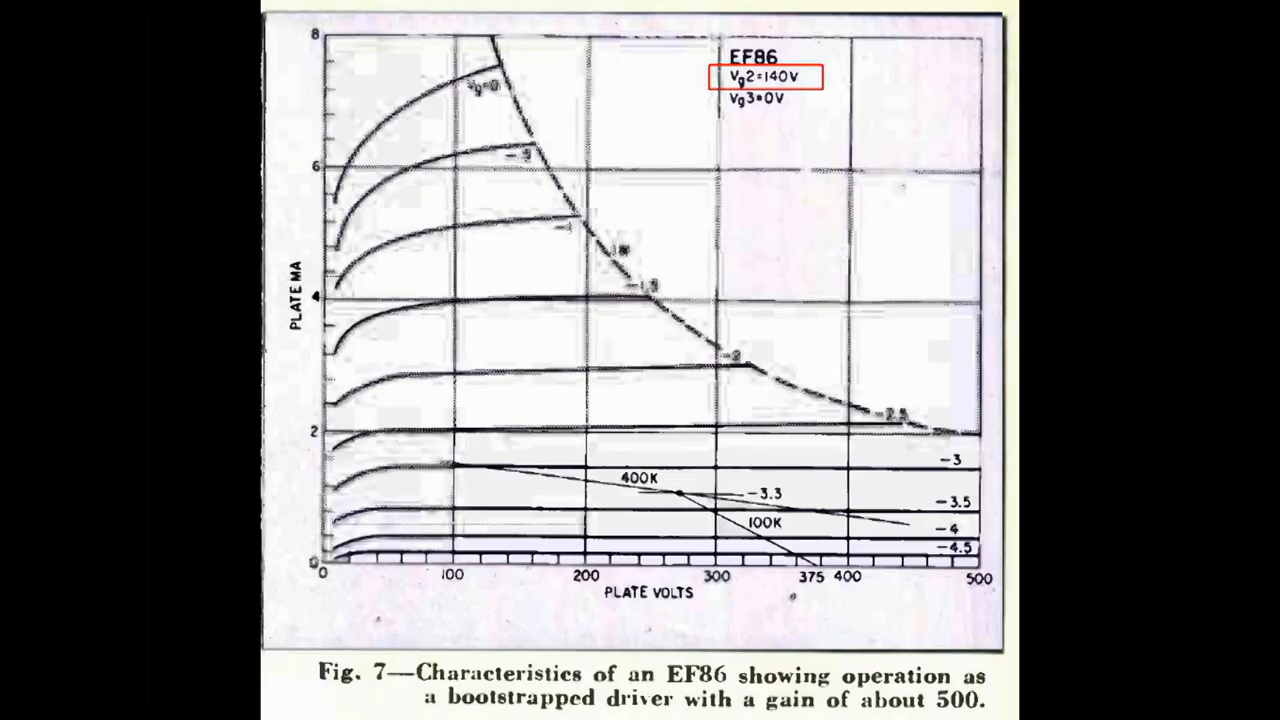 8
EF86
Vg2=140V
Vg3=0V
Vg=0
6
-1
PLATE MA
4
-1.5
-2
-2.5
2
-3
400K
-3.3
-3.5
100K
-4
-4.5
0
0 100 200 300 375 400 500
PLATE VOLTS
Fig. 7—Characteristics of an EF86 showing operation as
a bootstrapped driver with a gain of about 500.